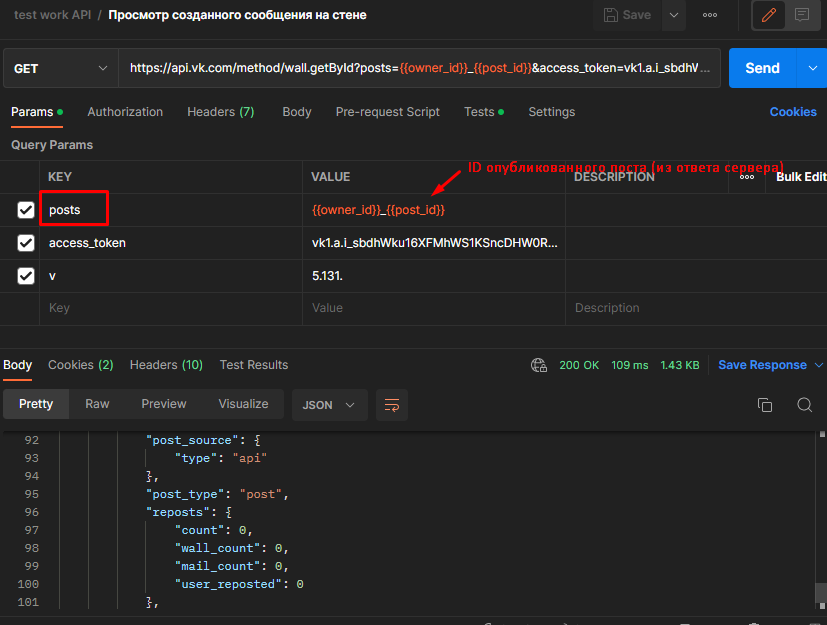 test work API / Просмотр созданного сообщения на стене
Save
GET https://api.vk.com/method/wall.getById?posts={{owner_id}}_{{post_id}}&access_token=vk1.a.i_sbdhW... Send
Params Authorization Headers (7) Body Pre-request Script Tests Settings Cookies
Query Params
ID опубликованного поста (из ответа сервера)
KEY VALUE DESCRIPTION Bulk Edit
posts {{owner_id}}_{{post_id}}
access_token vk1.a.i_sbdhWku16XFMhWS1KSncDHW0R...
v 5.131.
Key Value Description
Body Cookies (2) Headers (10) Test Results 200 OK 109 ms 1.43 KB Save Response
Pretty Raw Preview Visualize JSON
92 "post_source": {
93 "type": "api"
94 },
95 "post_type": "post",
96 "reposts": {
97 "count": 0,
98 "wall_count": 0,
99 "mail_count": 0,
100 "user_reposted": 0
101 },